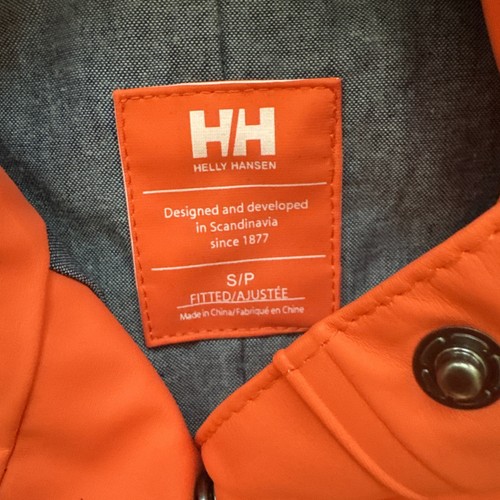 HH
HELLY HANSEN
Designed and developed
in Scandinavia
since 1877
S/P
FITTED/AJUSTÉE
Made in China/Fabriqué en Chine